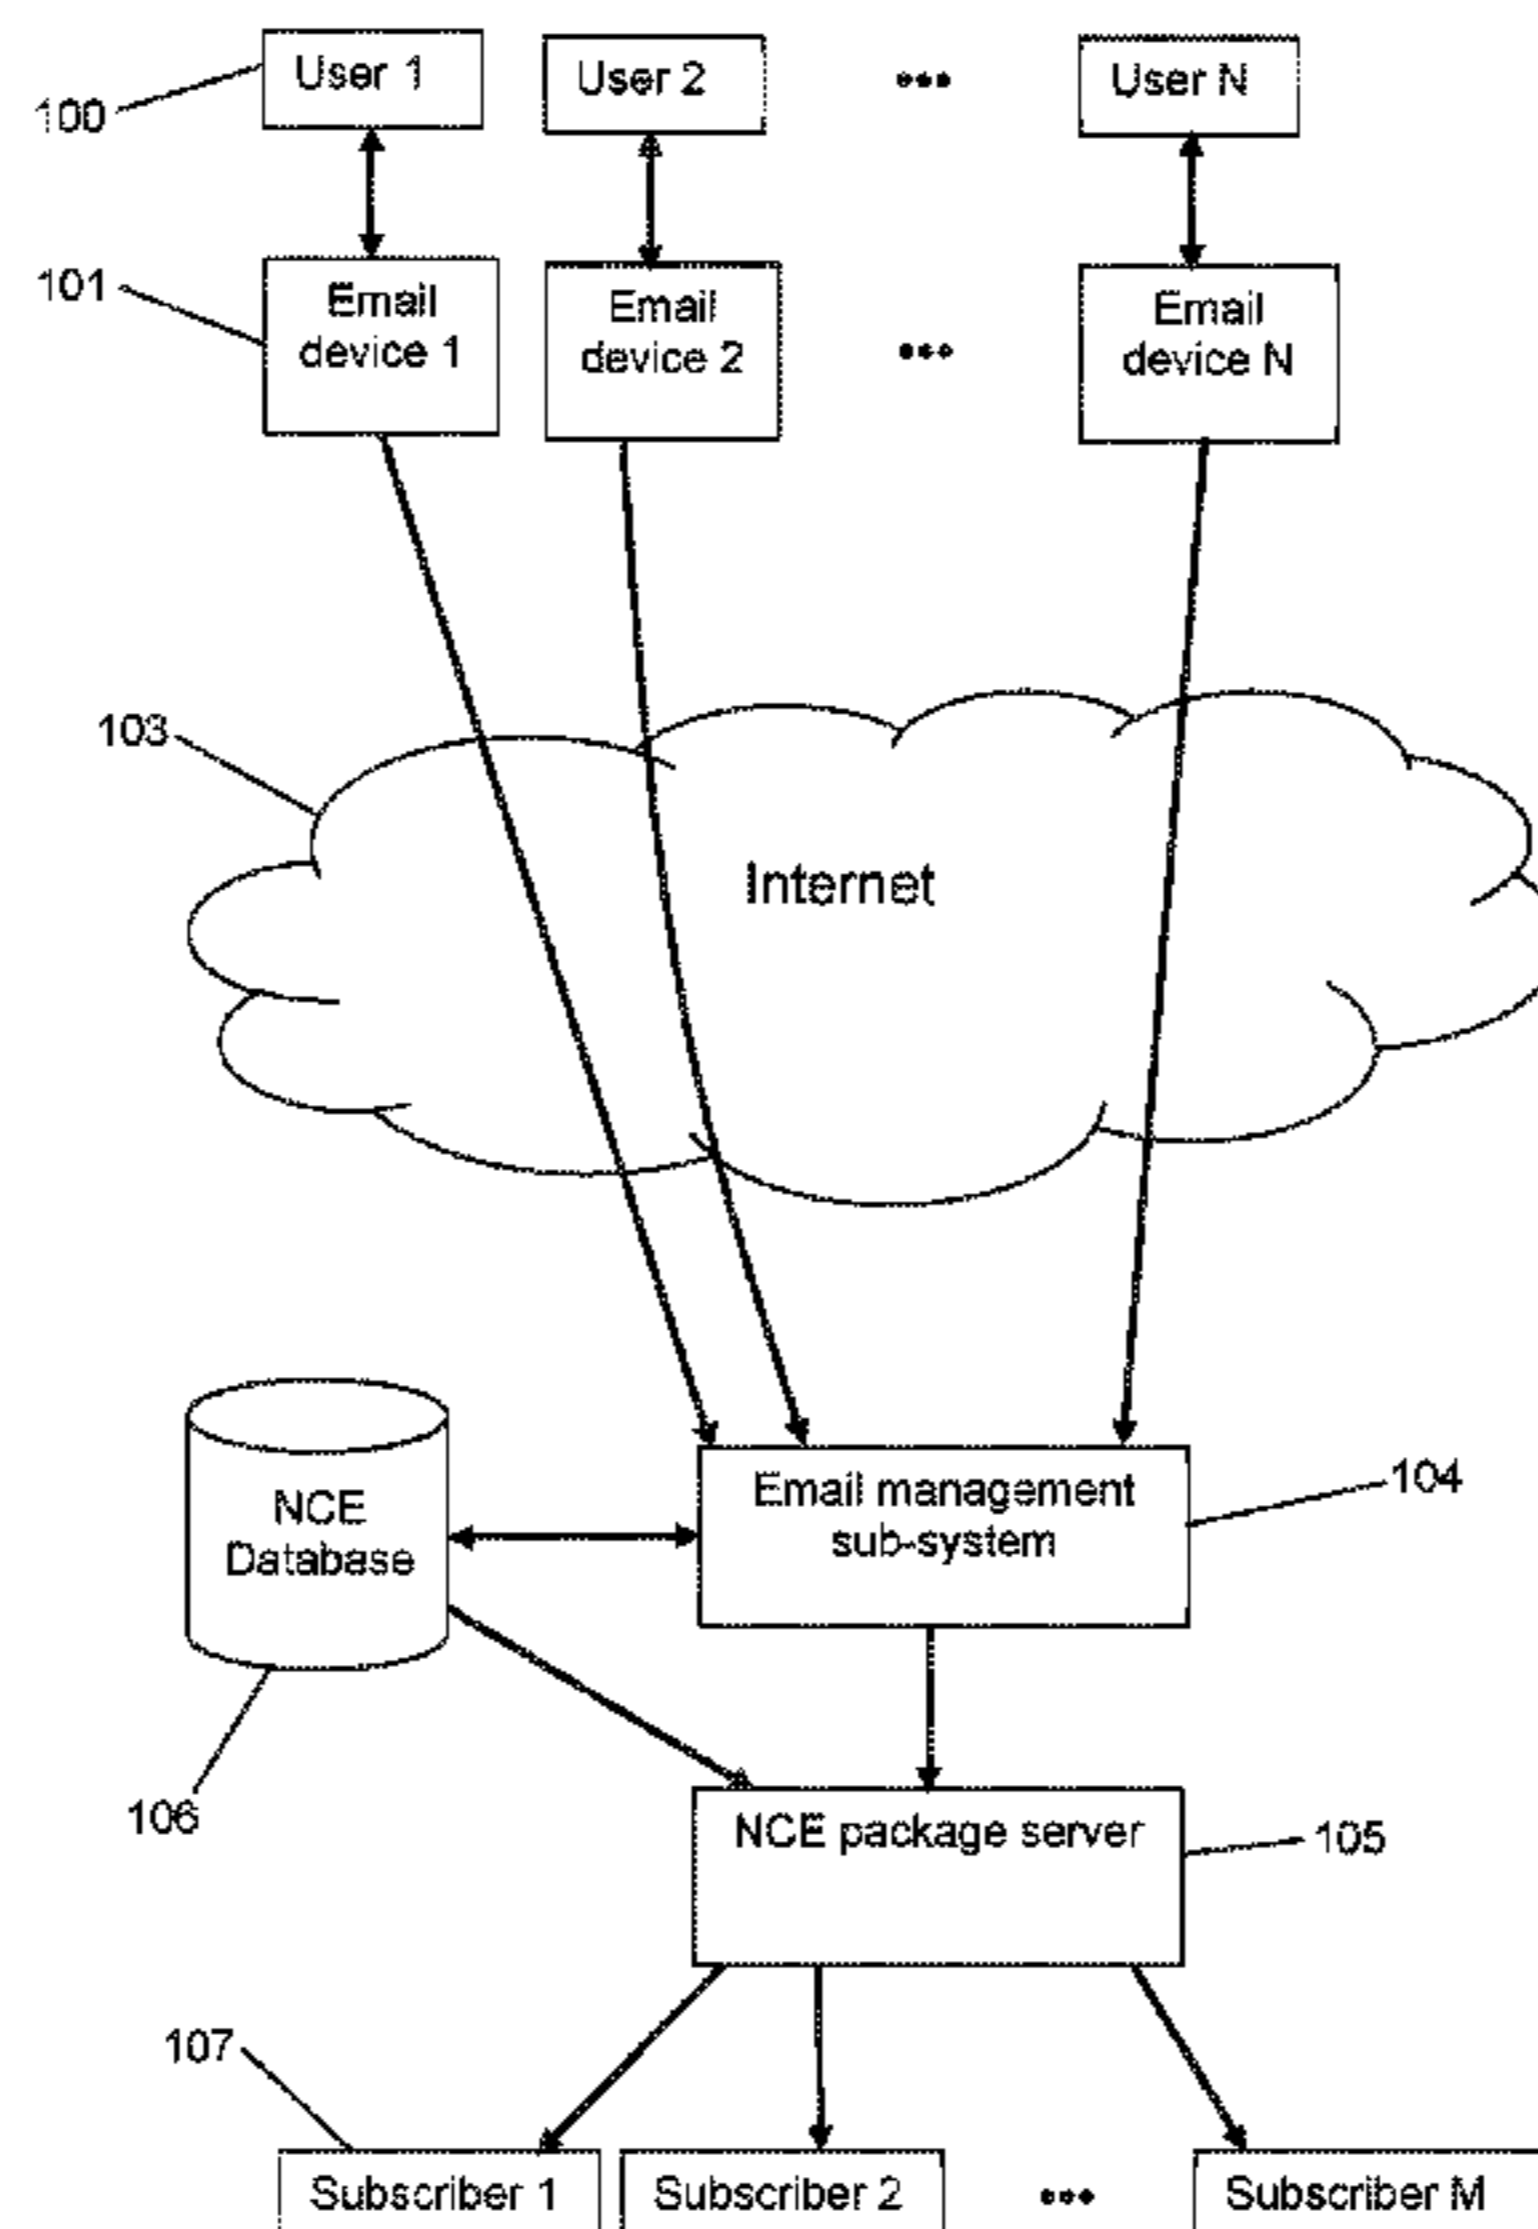 User 1
User 2
•••
User N
100
101
Email
device 1
Email
device 2
•••
Email
device N
103
Internet
NCE
Database
Email management
sub-system
104
106
NCE package server
105
107
Subscriber 1
Subscriber 2
•••
Subscriber M